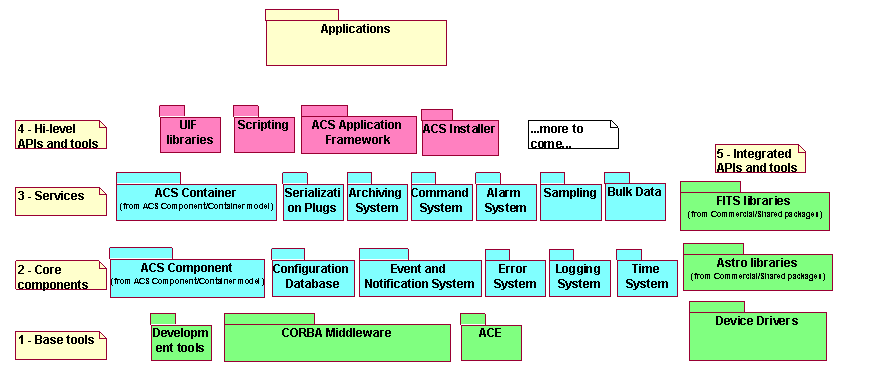 Applications
4 - Hi-level
APIs and tools
UIF
libraries
Scripting
ACS Application
Framework
ACS Installer
...more to
come...
5 - Integrated
APIs and tools
3 - Services
ACS Container
(from ACS Component/Container model)
Serializati
on Plugs
Archiving
System
Command
System
Alarm
System
Sampling
Bulk Data
FITS libraries
(from Commercial/Shared packages)
2 - Core
components
ACS Component
(from ACS Component/Container model)
Configuration
Database
Event and
Notification System
Error
System
Logging
System
Time
System
Astro libraries
(from Commercial/Shared packages)
1 - Base tools
Developm
ent tools
CORBA Middleware
ACE
Device Drivers